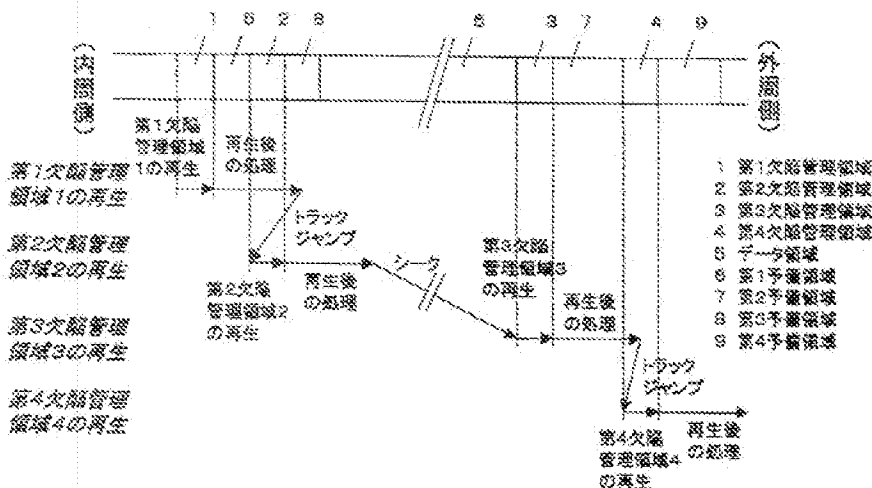 1 6 2 8 5 3 7 4 9
（内周側）
（外周側）
第1欠陥
管理領域
1の再生
再生後
の処理
第1欠陥管理
領域1の再生
トラック
ジャンプ
第2欠陥管理
領域2の再生
第2欠陥
管理領域2
の再生
再生後
の処理
シーク
第3欠陥
管理領域3
の再生
再生後
の処理
第3欠陥管理
領域3の再生
トラック
ジャンプ
第4欠陥管理
領域4の再生
第4欠陥
管理領域4
の再生
再生後
の処理
1 第1欠陥管理領域
2 第2欠陥管理領域
3 第3欠陥管理領域
4 第4欠陥管理領域
5 データ領域
6 第1予備領域
7 第2予備領域
8 第3予備領域
9 第4予備領域